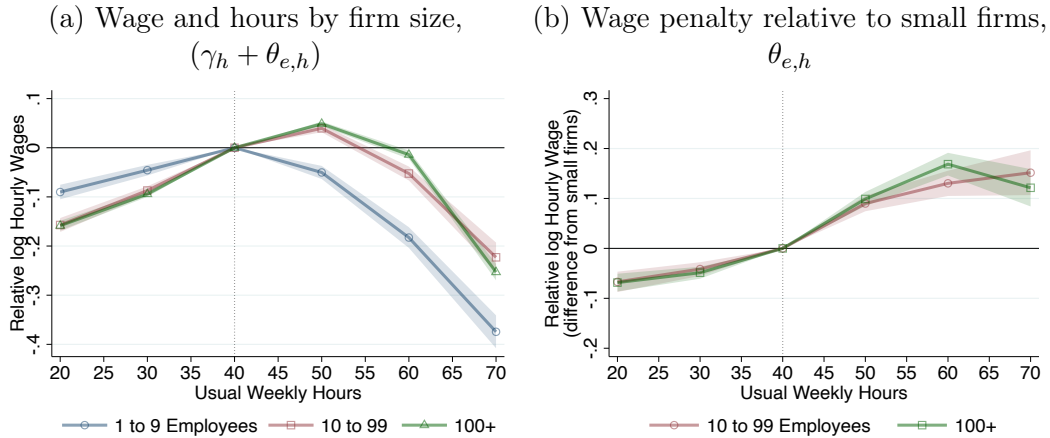 (a) Wage and hours by firm size,
(γh + θe,h)
Relative log Hourly Wages
.1
0
-.1
-.2
-.3
-.4
20 25 30 35 40 45 50 55 60 65 70
Usual Weekly Hours
1 to 9 Employees 10 to 99 100+
(b) Wage penalty relative to small firms,
θe,h
Relative log Hourly Wage
(difference from small firms)
.3
.2
.1
0
-.1
-.2
20 25 30 35 40 45 50 55 60 65 70
Usual Weekly Hours
10 to 99 Employees 100+